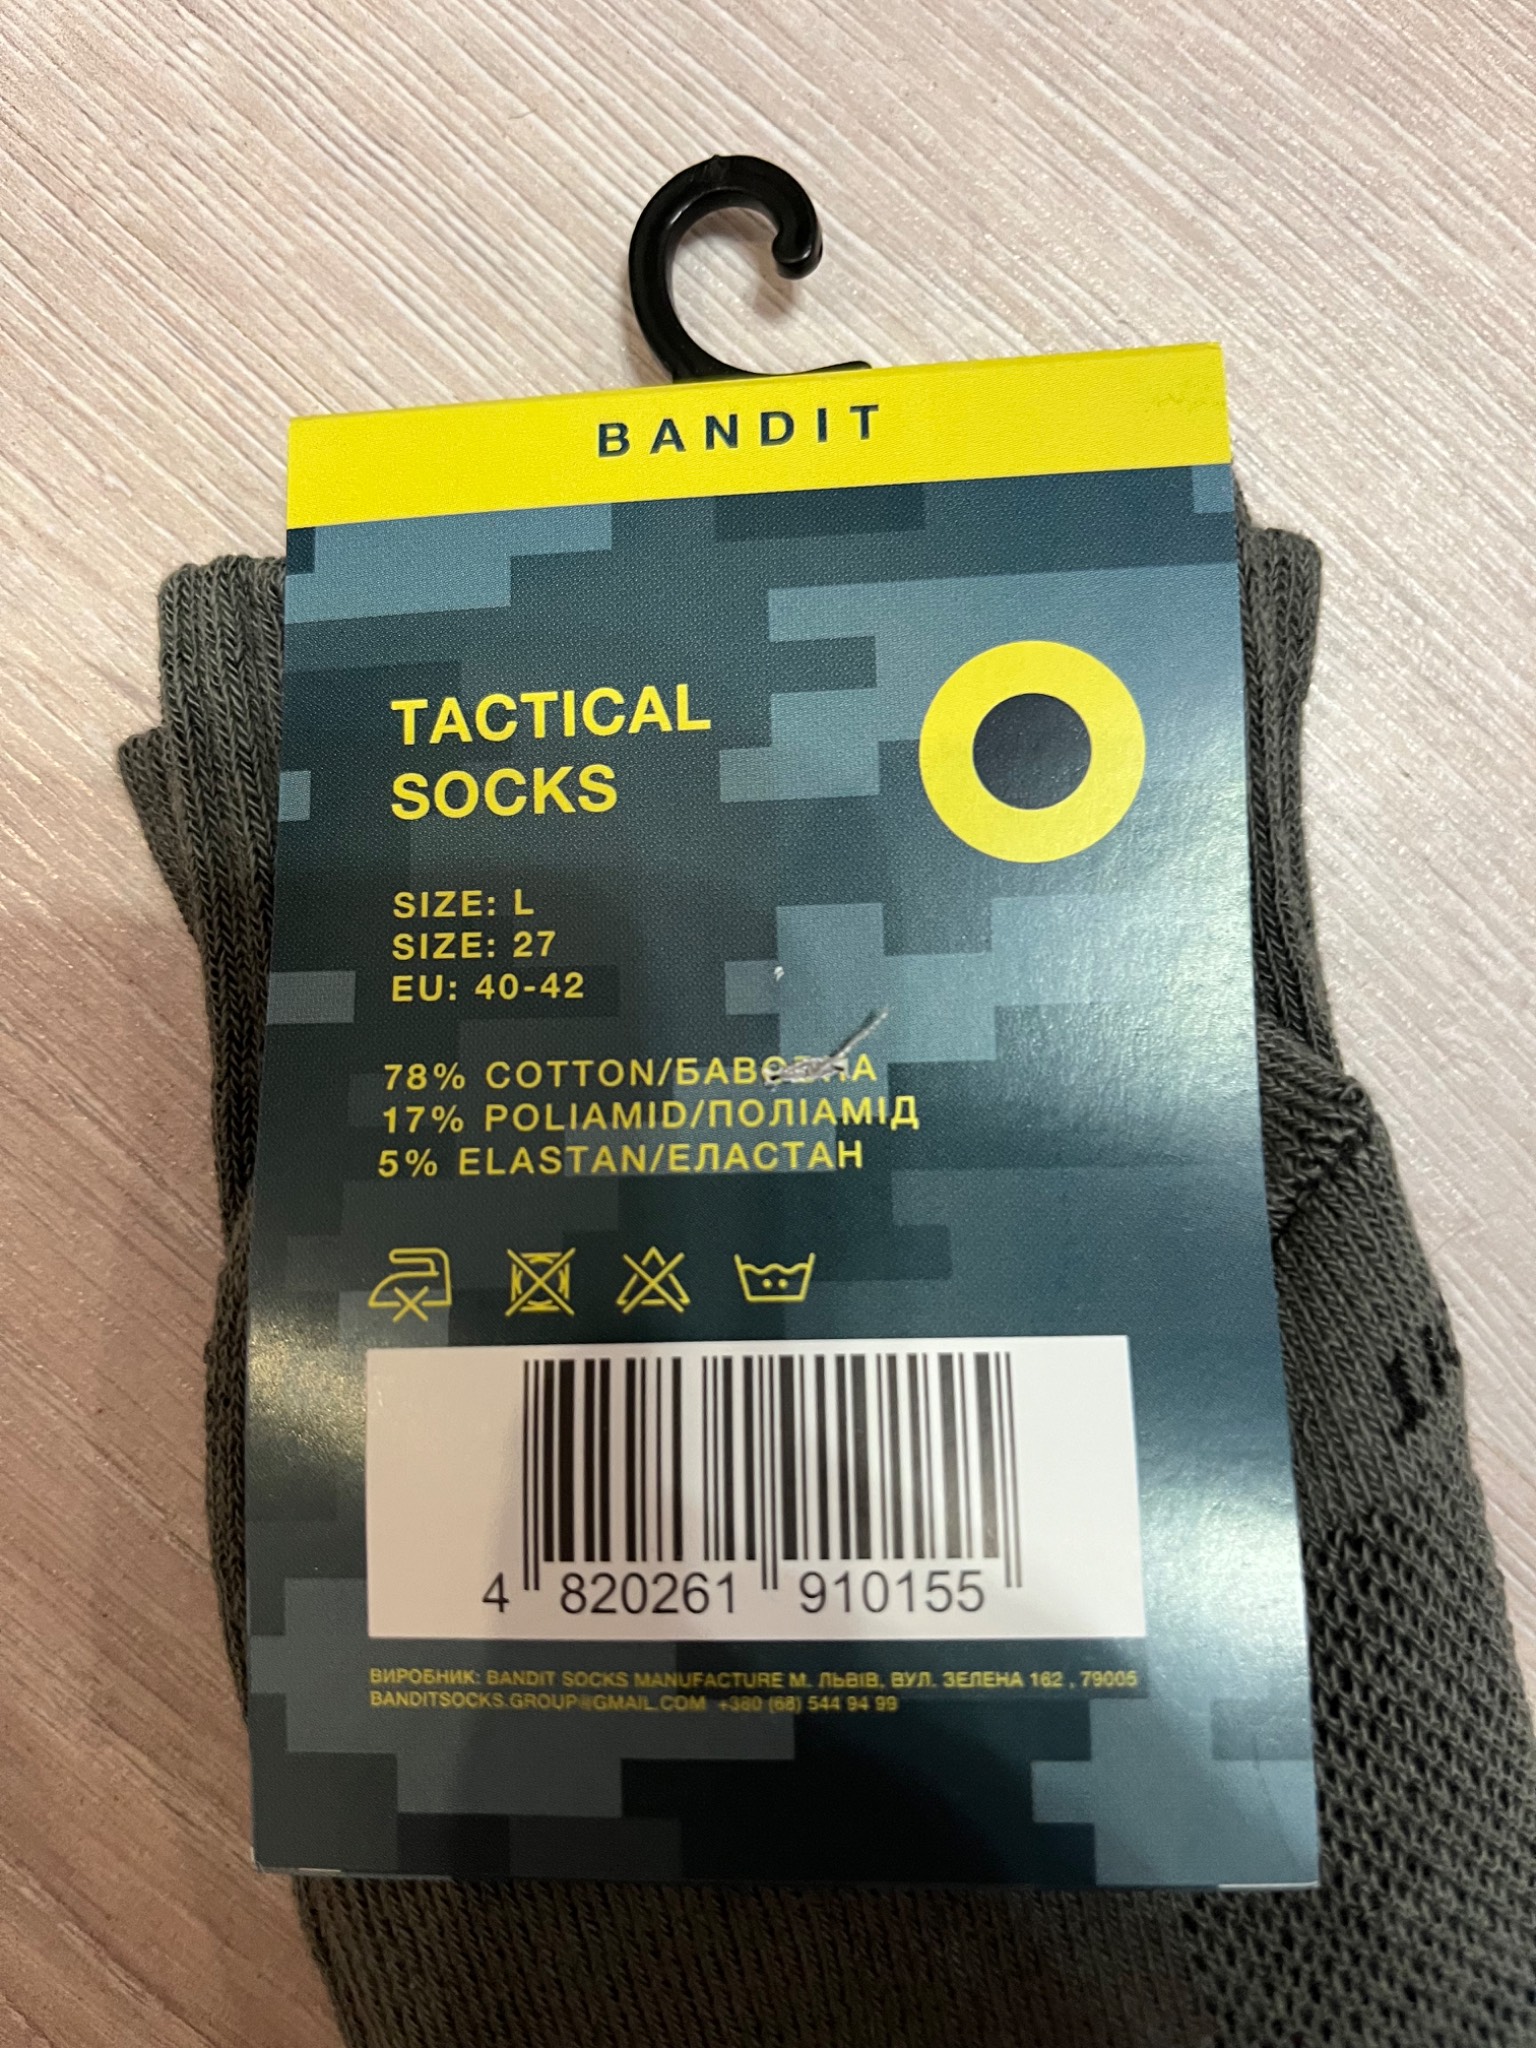 BANDIT
TACTICAL
SOCKS
SIZE: L
SIZE: 27
EU: 40-42
78% COTTON/БАВОВНА
17% POLIAMID/ПОЛІАМІД
5% ELASTAN/ЕЛАСТАН
4 820261 910155
ВИРОБНИК: BANDIT SOCKS MANUFACTURE М. ЛЬВІВ, ВУЛ. ЗЕЛЕНА 162 , 79005
BANDITSOCKS.GROUP@GMAIL.COM +380 (68) 544 94 99